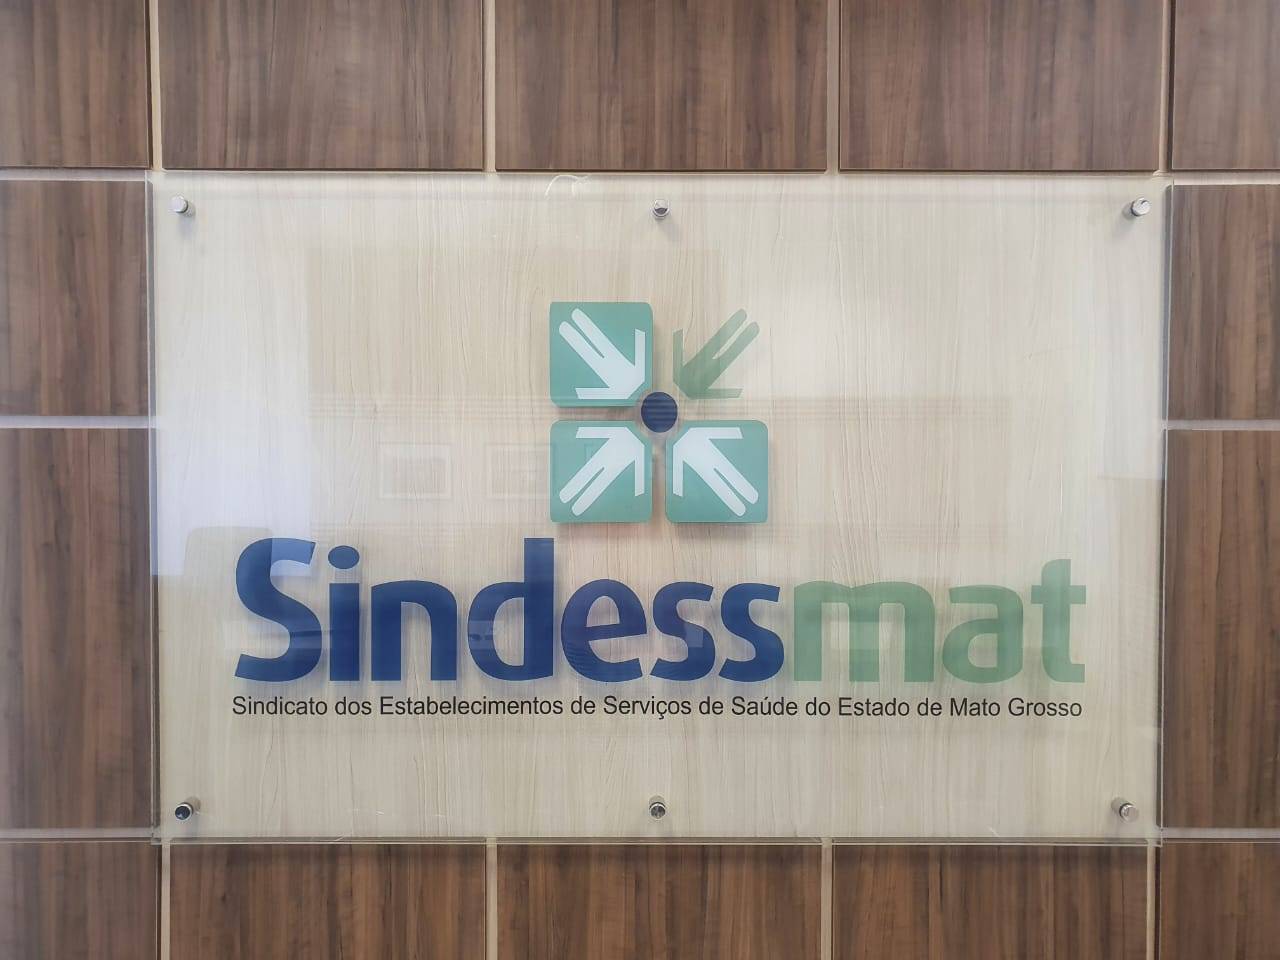 Sindessmat
Sindicato dos Estabelecimentos de Serviços de Saúde do Estado de Mato Grosso